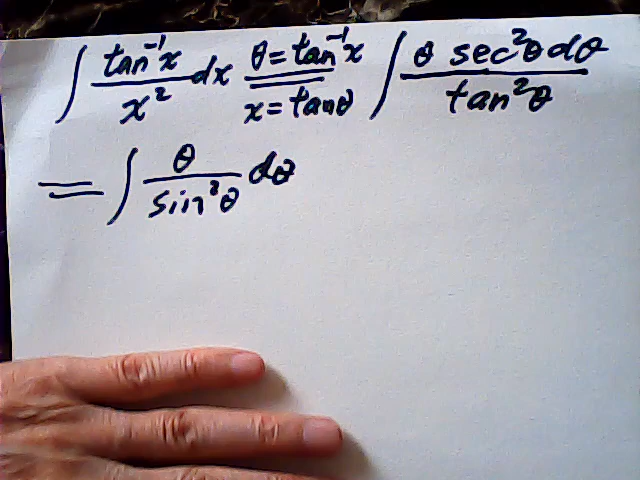 ∫ tan⁻¹x / x² dx θ = tan⁻¹x x = tanθ ∫ θ sec²θ dθ / tan²θ
= ∫ θ / sin²θ dθ